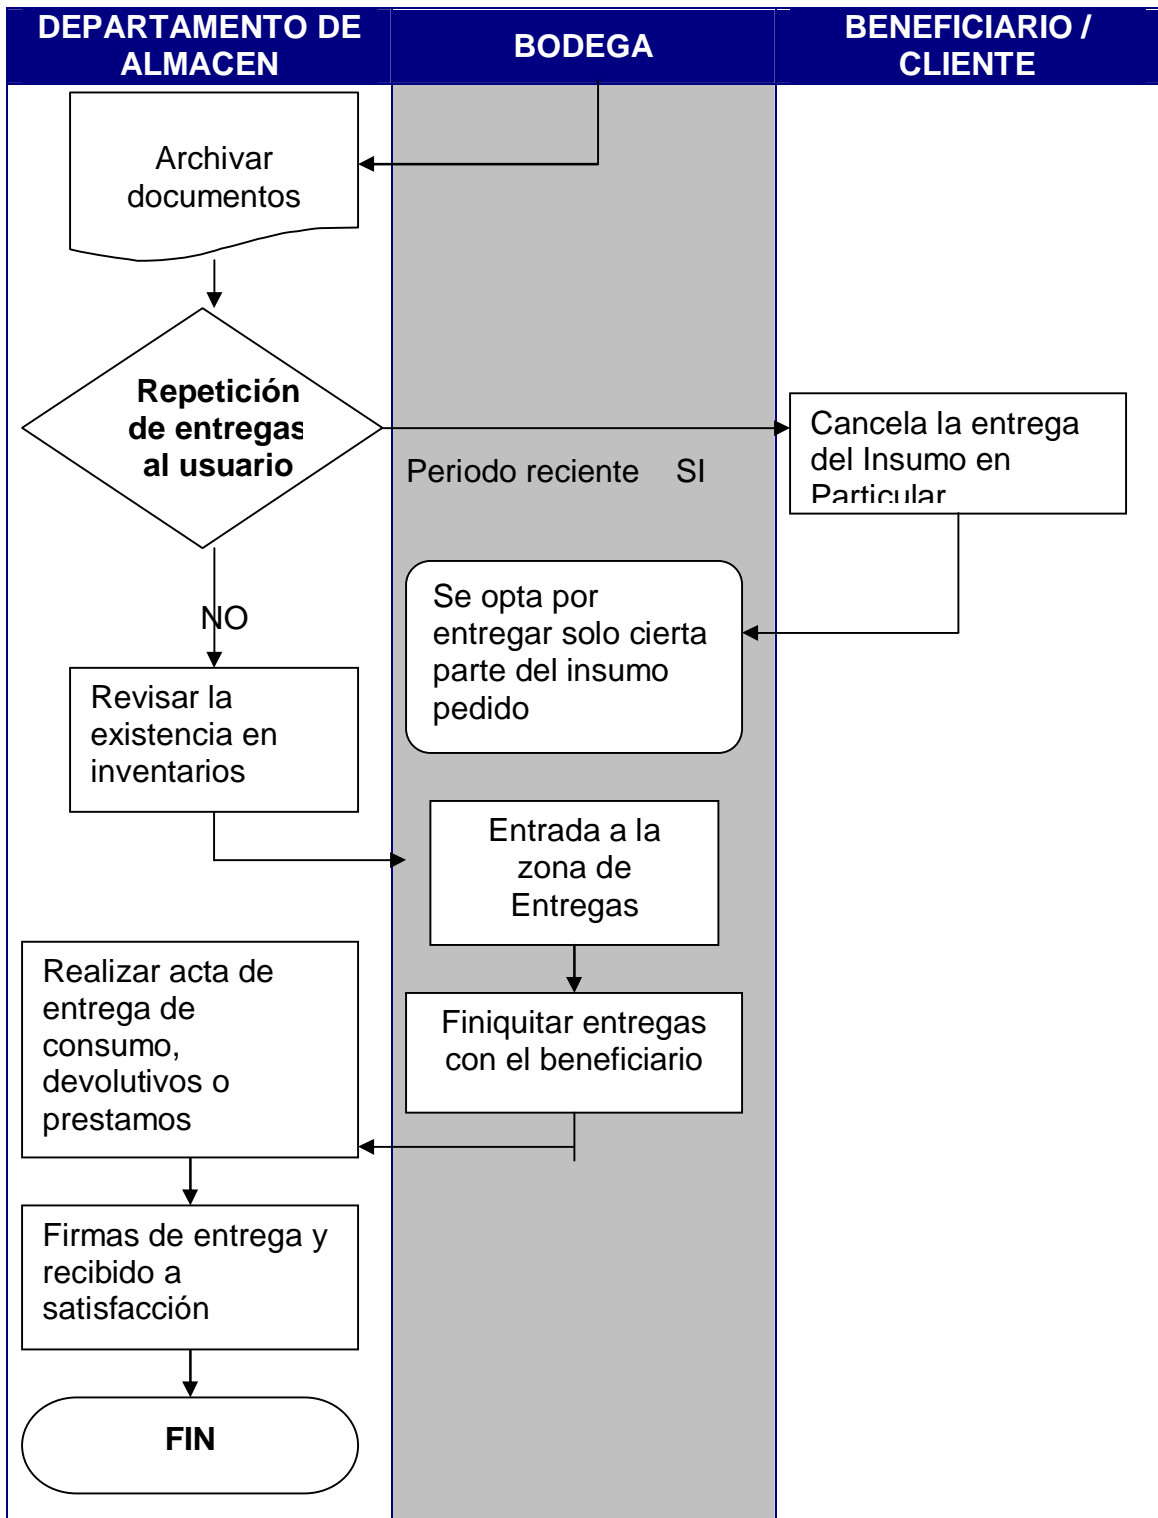 DEPARTAMENTO DE
ALMACEN
BODEGA
BENEFICIARIO /
CLIENTE
Archivar
documentos
Repetición
de entregas
al usuario
Periodo reciente SI
Cancela la entrega
del Insumo en
Particular
NO
Se opta por
entregar solo cierta
parte del insumo
pedido
Revisar la
existencia en
inventarios
Entrada a la
zona de
Entregas
Realizar acta de
entrega de
consumo,
devolutivos o
prestamos
Finiquitar entregas
con el beneficiario
Firmas de entrega y
recibido a
satisfacción
FIN